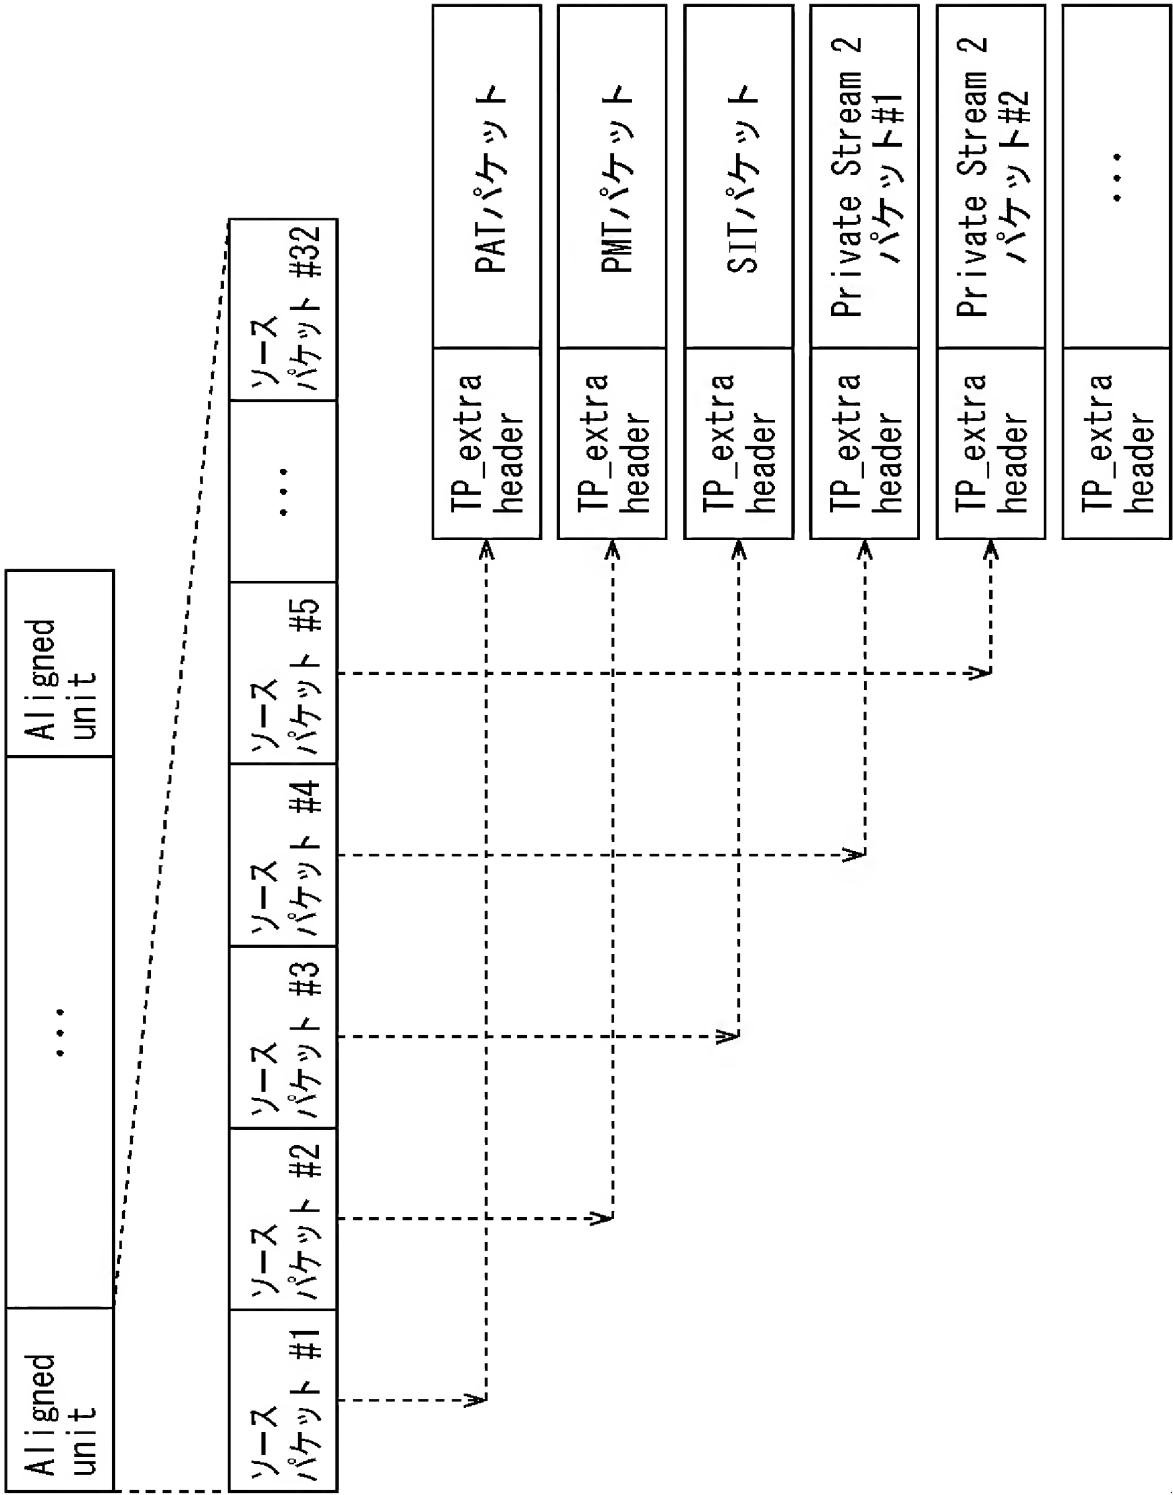 Aligned
unit
...
Aligned
unit
ソース
パケット #1
ソース
パケット #2
ソース
パケット #3
ソース
パケット #4
ソース
パケット #5
...
ソース
パケット #32
TP_extra
header
PATパケット
TP_extra
header
PMTパケット
TP_extra
header
SITパケット
TP_extra
header
Private Stream 2
パケット#1
TP_extra
header
Private Stream 2
パケット#2
TP_extra
header
...